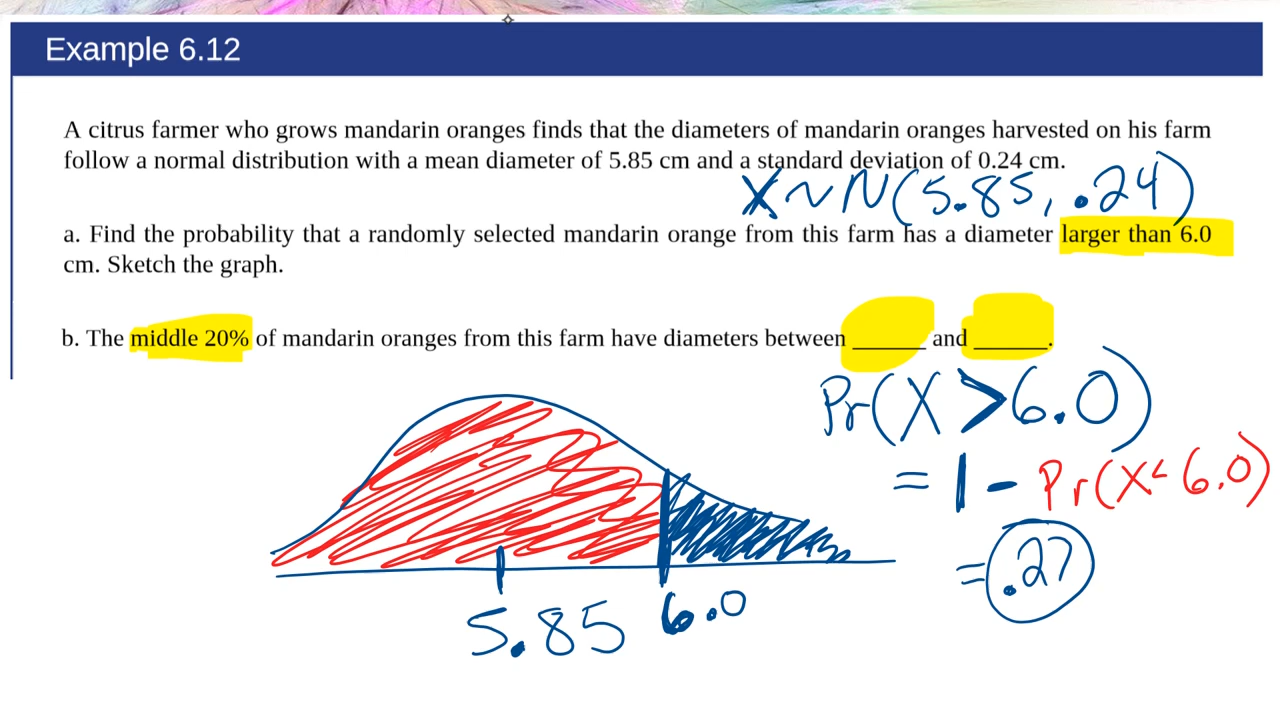 Example 6.12
A citrus farmer who grows mandarin oranges finds that the diameters of mandarin oranges harvested on his farm
follow a normal distribution with a mean diameter of 5.85 cm and a standard deviation of 0.24 cm.
X ~ N(5.85, .24)
a. Find the probability that a randomly selected mandarin orange from this farm has a diameter larger than 6.0
cm. Sketch the graph.
b. The middle 20% of mandarin oranges from this farm have diameters between ______ and ______.
Pr(X > 6.0)
= 1 - Pr(X < 6.0)
= .27
5.85 6.0